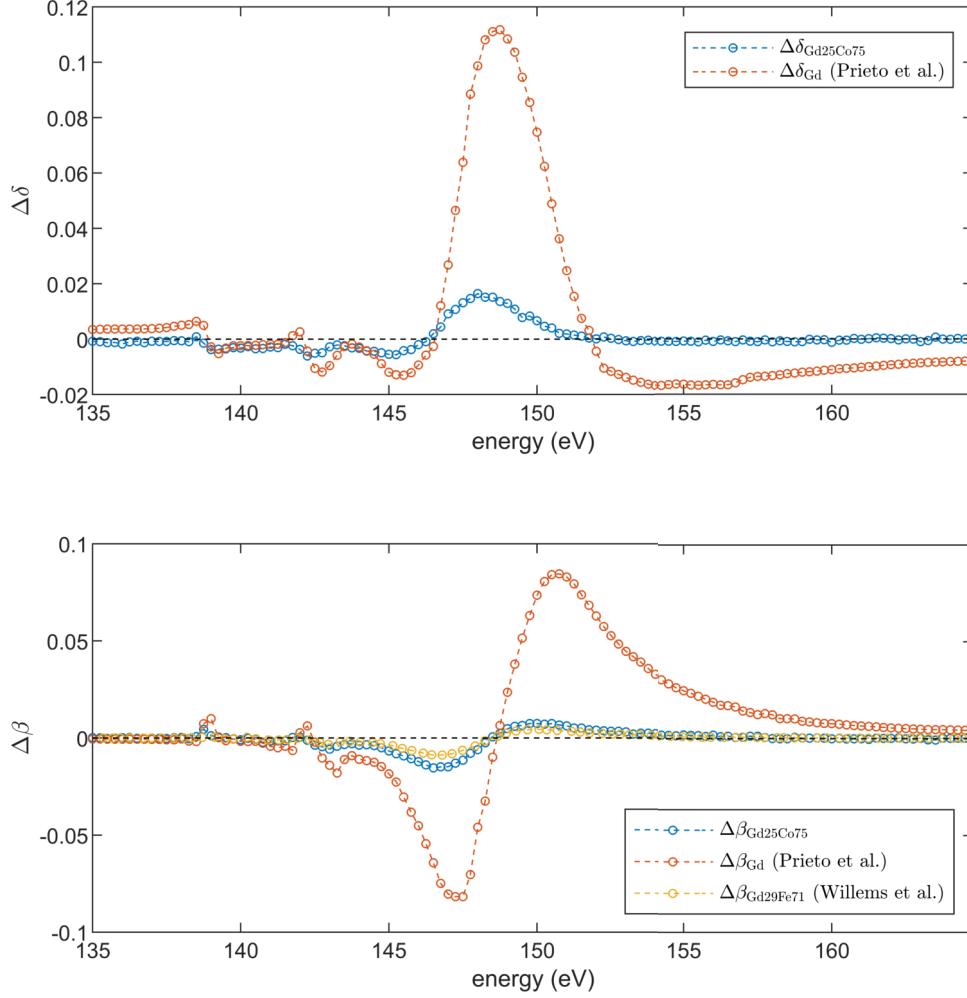 0.12
0.1
0.08
0.06
0.04
0.02
0
-0.02
Δδ
135 140 145 150 155 160
energy (eV)
Δδ_Gd25Co75
Δδ_Gd (Prieto et al.)
0.1
0.05
0
-0.05
-0.1
Δβ
135 140 145 150 155 160
energy (eV)
Δβ_Gd25Co75
Δβ_Gd (Prieto et al.)
Δβ_Gd29Fe71 (Willems et al.)